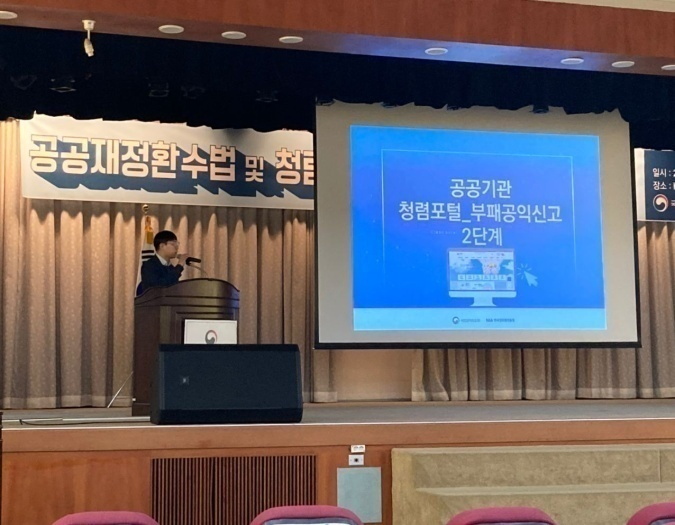 공공재정환수법 및 청렴
일시 : 2
장소 :
공공기관
청렴포털_부패공익신고
2단계